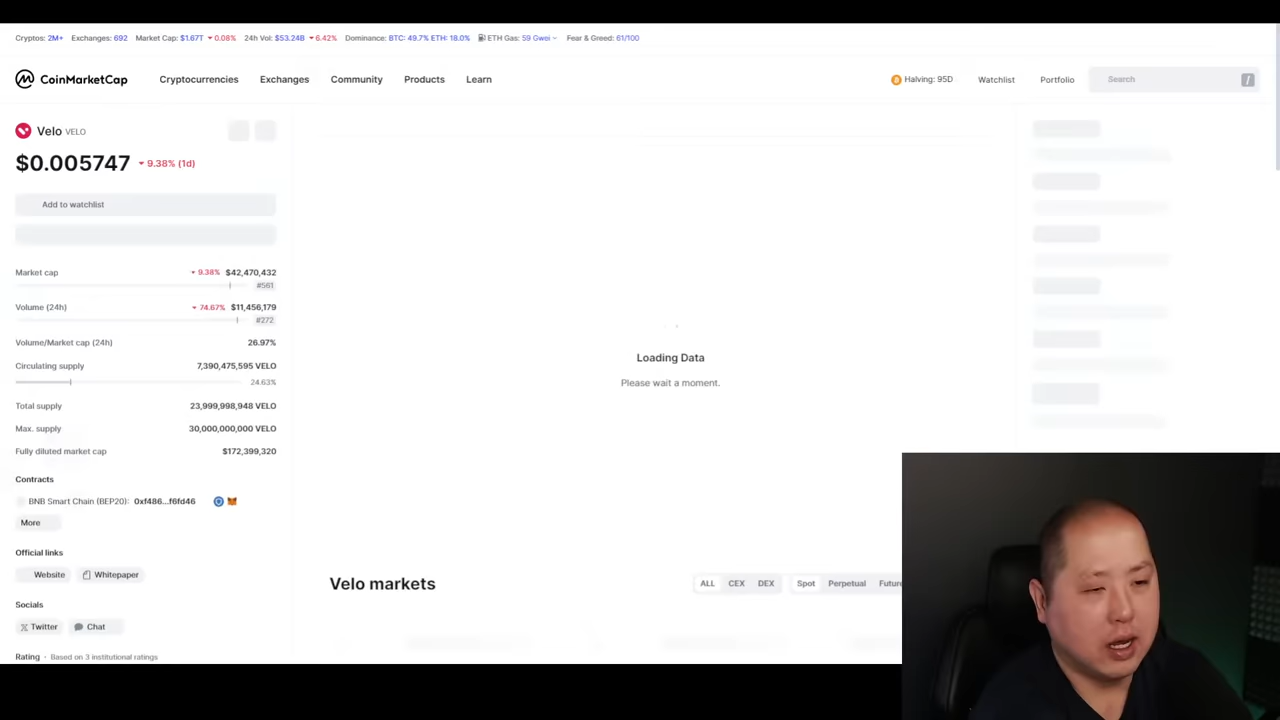 Cryptos: 2M+ Exchanges: 692 Market Cap: $1.67T 0.08% 24h Vol: $53.24B 6.42% Dominance: BTC: 49.7% ETH: 18.0% ETH Gas: 59 Gwei Fear & Greed: 61/100
CoinMarketCap Cryptocurrencies Exchanges Community Products Learn Halving: 95D Watchlist Portfolio Search /
Velo VELO
$0.005747 9.38% (1d)
Add to watchlist
Market cap 9.38% $42,470,432
#561
Volume (24h) 74.67% $11,456,179
#272
Volume/Market cap (24h) 26.97%
Circulating supply 7,390,475,595 VELO
24.63%
Total supply 23,999,998,948 VELO
Max. supply 30,000,000,000 VELO
Fully diluted market cap $172,399,320
Contracts
BNB Smart Chain (BEP20): 0xf486...f6fd46
More
Official links
Website Whitepaper
Socials
Twitter Chat
Rating · Based on 3 institutional ratings
Loading Data
Please wait a moment.
Velo markets ALL CEX DEX Spot Perpetual Futur